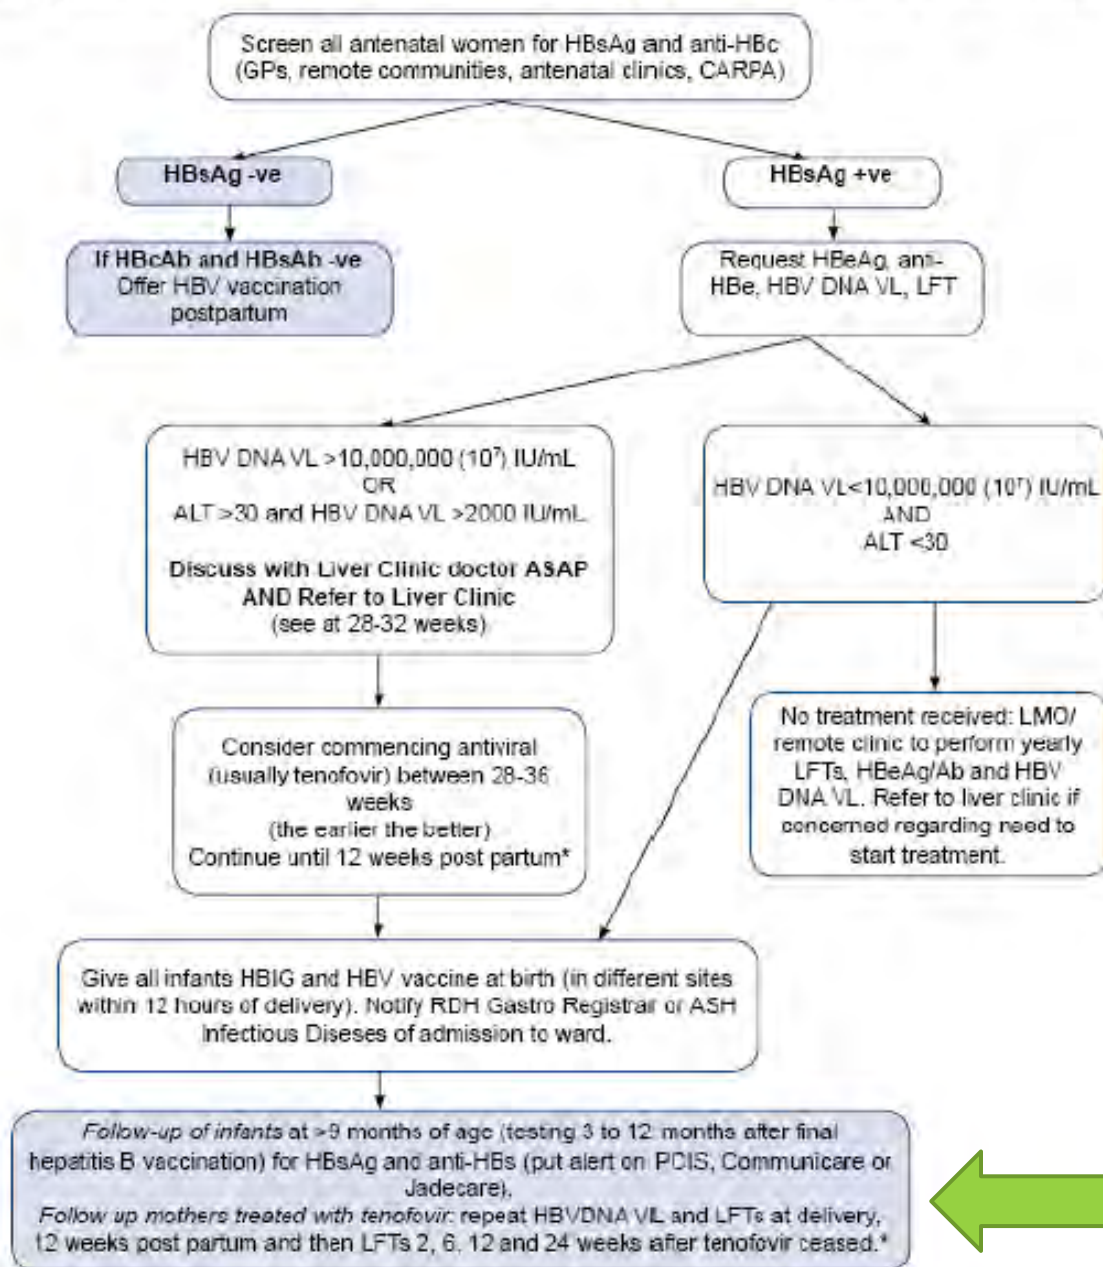 Screen all antenatal women for HBsAg and anti-HBc
(GPs, remote communities, antenatal clinics, CARPA)
HBsAg -ve
HBsAg +ve
If HBcAb and HBsAb -ve
Offer HBV vaccination
postpartum
Request HBeAg, anti-
HBe, HBV DNA VL, LFT
HBV DNA VL >10,000,000 (10⁷) IU/mL
OR
ALT >30 and HBV DNA VL >2000 IU/mL
Discuss with Liver Clinic doctor ASAP
AND Refer to Liver Clinic
(see at 28-32 weeks)
HBV DNA VL<10,000,000 (10⁷) IU/mL
AND
ALT <30
Consider commencing antiviral
(usually tenofovir) between 28-36
weeks
(the earlier the better)
Continue until 12 weeks post partum*
No treatment received: LMO/
remote clinic to perform yearly
LFTs, HBeAg/Ab and HBV
DNA VL. Refer to liver clinic if
concerned regarding need to
start treatment.
Give all infants HBIG and HBV vaccine at birth (in different sites
within 12 hours of delivery). Notify RDH Gastro Registrar or ASH
Infectious Diseses of admission to ward.
Follow-up of infants at >9 months of age (testing 3 to 12 months after final
hepatitis B vaccination) for HBsAg and anti-HBs (put alert on PCIS, Communicare or
Jadecare).
Follow up mothers treated with tenofovir: repeat HBVDNA VL and LFTs at delivery,
12 weeks post partum and then LFTs 2, 6, 12 and 24 weeks after tenofovir ceased.*